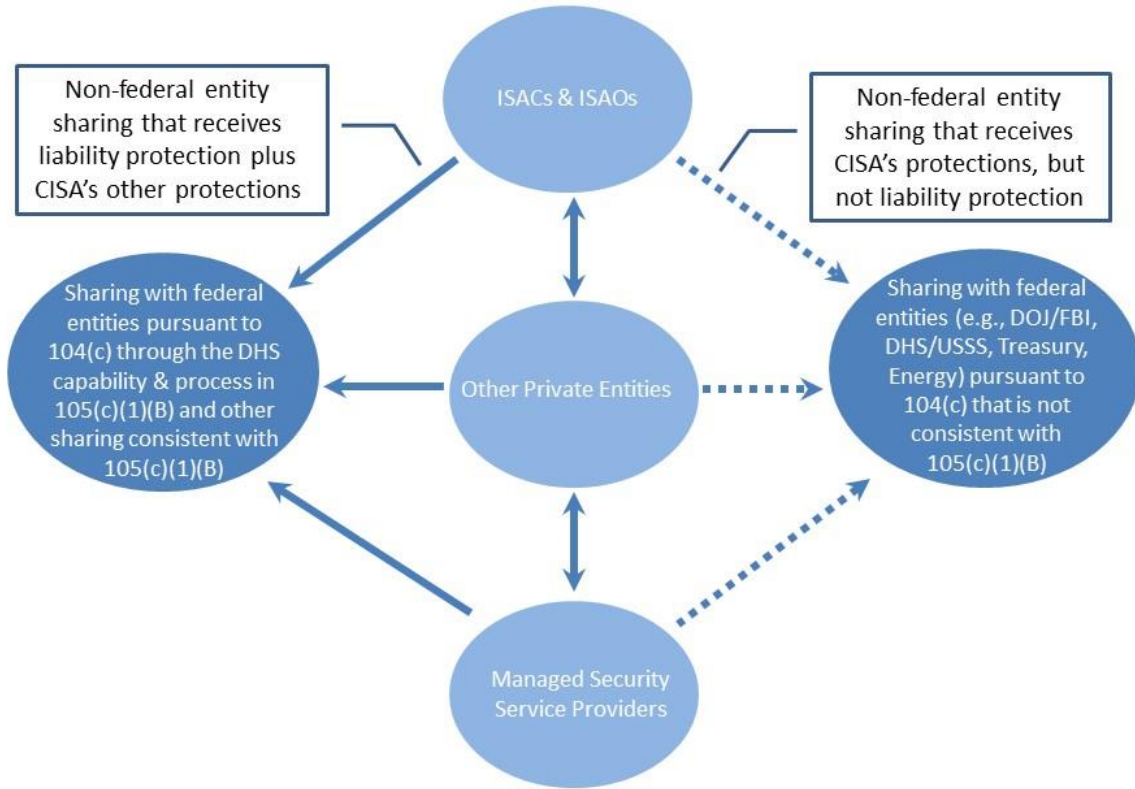 Non-federal entity
sharing that receives
liability protection plus
CISA's other protections
ISACs & ISAOs
Non-federal entity
sharing that receives
CISA's protections, but
not liability protection
Sharing with federal
entities pursuant to
104(c) through the DHS
capability & process in
105(c)(1)(B) and other
sharing consistent with
105(c)(1)(B)
Other Private Entities
Sharing with federal
entities (e.g., DOJ/FBI,
DHS/USSS, Treasury,
Energy) pursuant to
104(c) that is not
consistent with
105(c)(1)(B)
Managed Security
Service Providers